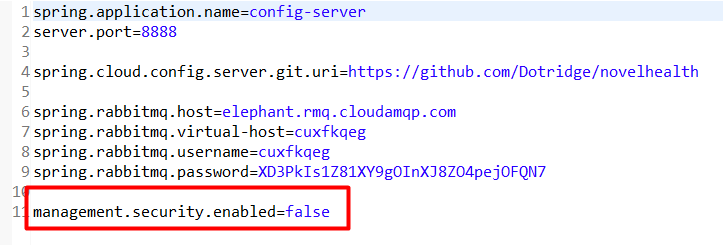 1 spring.application.name=config-server
2 server.port=8888
3
4 spring.cloud.config.server.git.uri=https://github.com/Dotridge/novelhealth
5
6 spring.rabbitmq.host=elephant.rmq.cloudamqp.com
7 spring.rabbitmq.virtual-host=cuxfkqeg
8 spring.rabbitmq.username=cuxfkqeg
9 spring.rabbitmq.password=XD3PkIs1Z81XY9gOInXJ8ZO4pejOFQN7
10
11 management.security.enabled=false